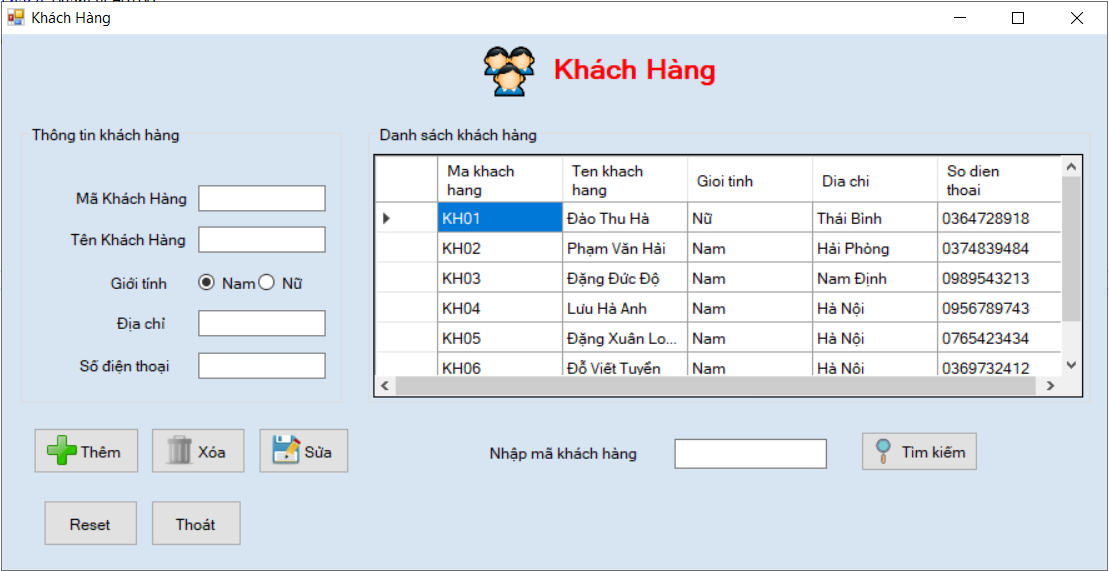 Khách Hàng
Khách Hàng
Thông tin khách hàng
Mã Khách Hàng
Tên Khách Hàng
Giới tính Nam Nữ
Địa chỉ
Số điện thoại
Danh sách khách hàng
Ma khach hang Ten khach hang Gioi tinh Dia chi So dien thoai
KH01 Đào Thu Hà Nữ Thái Bình 0364728918
KH02 Phạm Văn Hải Nam Hải Phòng 0374839484
KH03 Đặng Đức Độ Nam Nam Định 0989543213
KH04 Lưu Hà Anh Nam Hà Nội 0956789743
KH05 Đặng Xuân Lo... Nam Hà Nội 0765423434
KH06 Đỗ Viết Tuyển Nam Hà Nội 0369732412
Thêm Xóa Sửa
Nhập mã khách hàng Tìm kiếm
Reset Thoát